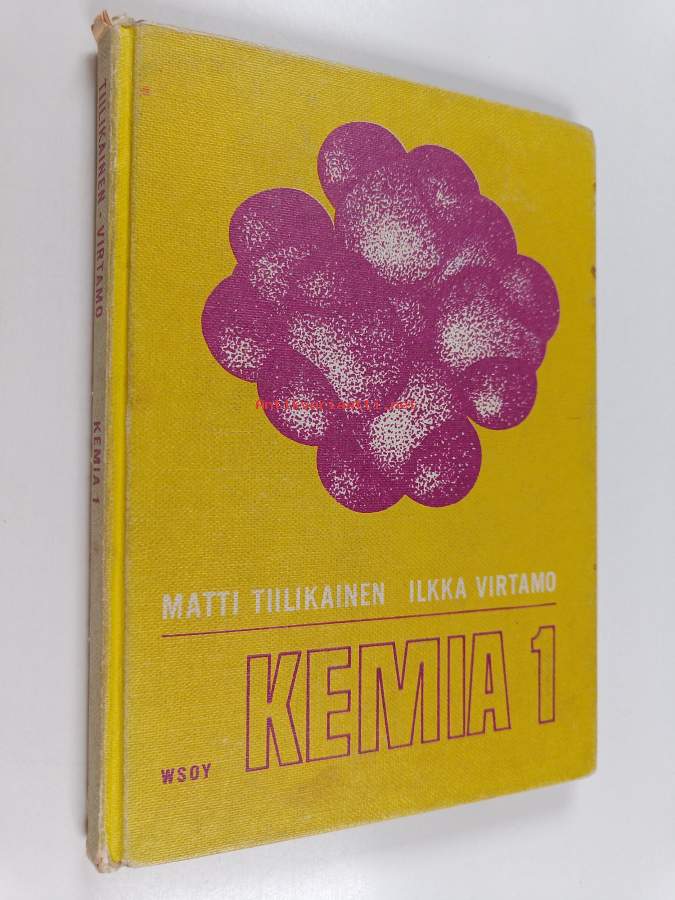 TIILIKAINEN - VIRTAMO KEMIA 1
MATTI TIILIKAINEN ILKKA VIRTAMO
KEMIA 1
WSOY